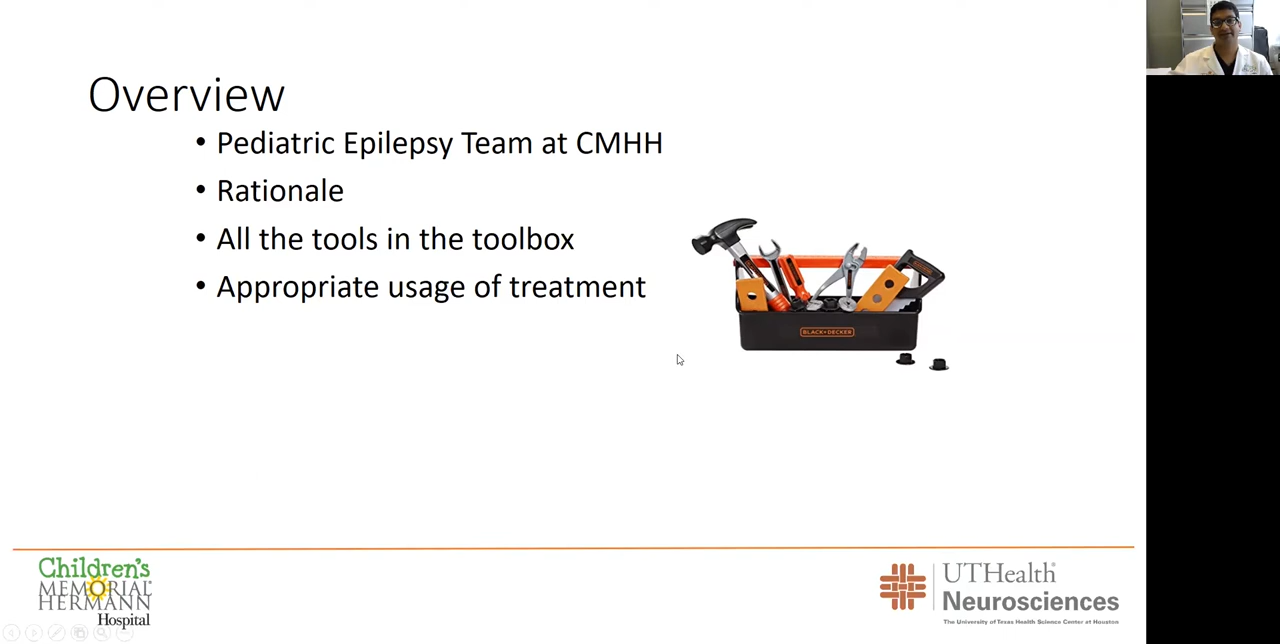 Overview
• Pediatric Epilepsy Team at CMHH
• Rationale
• All the tools in the toolbox
• Appropriate usage of treatment
BLACK+DECKER
Children's
MEMORIAL
HERMANN
Hospital
UTHealth
Neurosciences
The University of Texas Health Science Center at Houston